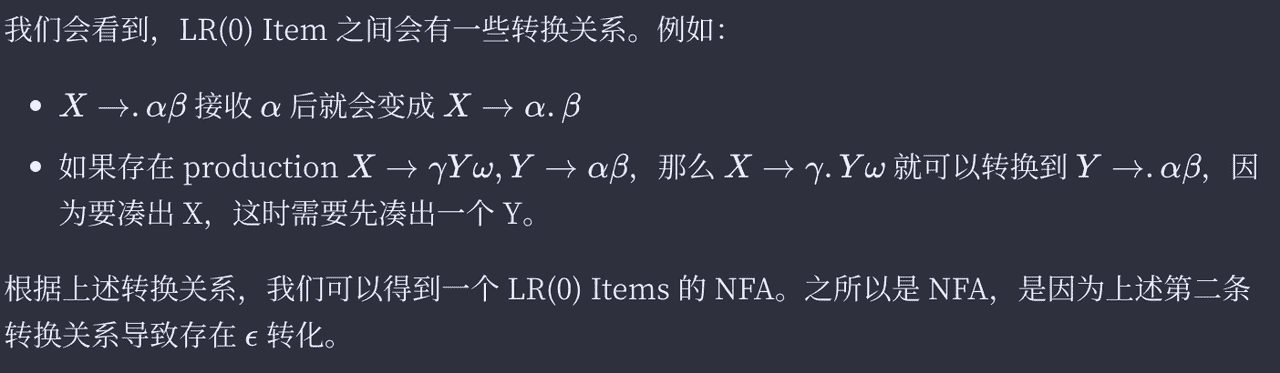 我们会看到，LR(0) Item 之间会有一些转换关系。例如：
• X →. αβ 接收 α 后就会变成 X → α. β
• 如果存在 production X → γYω, Y → αβ，那么 X → γ. Yω 就可以转换到 Y →. αβ，因
为要凑出 X，这时需要先凑出一个 Y。
根据上述转换关系，我们可以得到一个 LR(0) Items 的 NFA。之所以是 NFA，是因为上述第二条
转换关系导致存在 ϵ 转化。